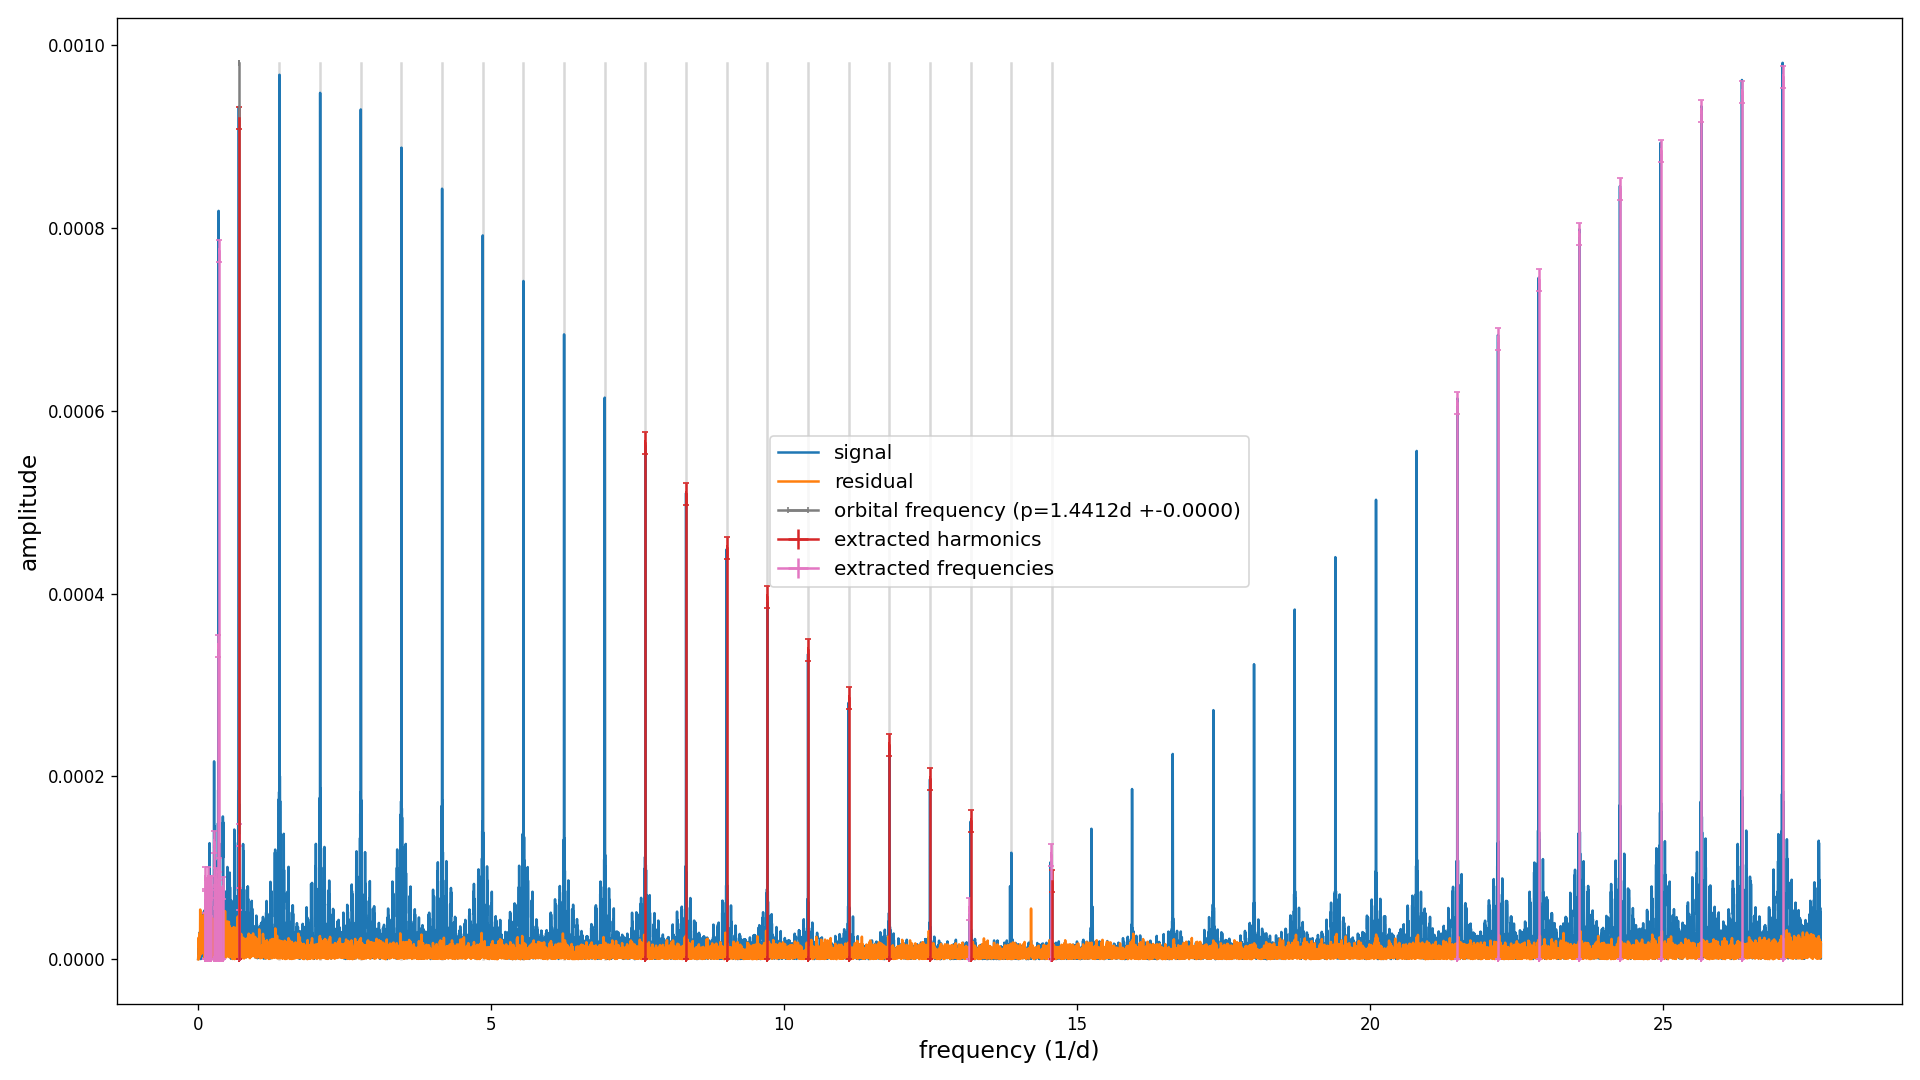 0.0010
0.0008
0.0006
0.0004
0.0002
0.0000
amplitude
signal
residual
orbital frequency (p=1.4412d +-0.0000)
extracted harmonics
extracted frequencies
0 5 10 15 20 25
frequency (1/d)